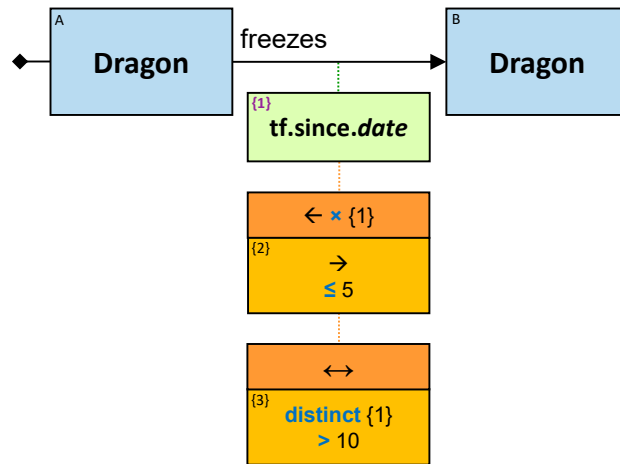 A
Dragon
freezes
B
Dragon
{1}
tf.since.date
← × {1}
{2}
→
≤ 5
↔
{3}
distinct {1}
> 10